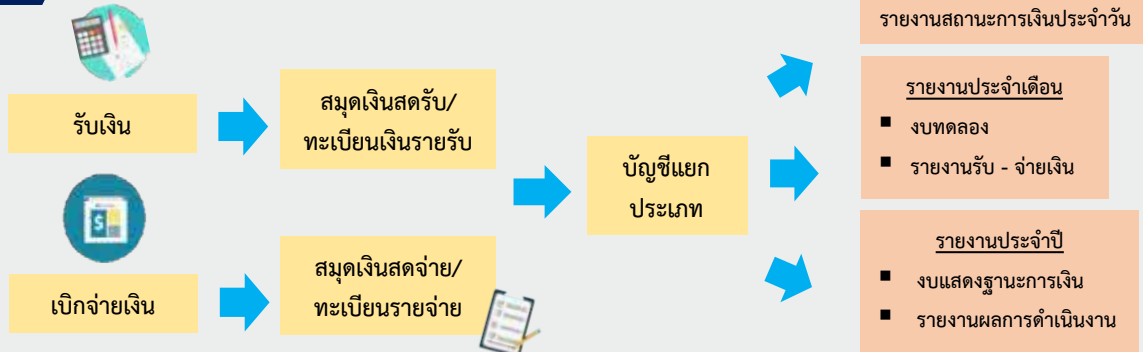 รายงานสถานะการเงินประจำวัน
รับเงิน
สมุดเงินสดรับ/
ทะเบียนเงินรายรับ
เบิกจ่ายเงิน
สมุดเงินสดจ่าย/
ทะเบียนรายจ่าย
บัญชีแยก
ประเภท
รายงานประจำเดือน
งบทดลอง
รายงานรับ - จ่ายเงิน
รายงานประจำปี
งบแสดงฐานะการเงิน
รายงานผลการดำเนินงาน